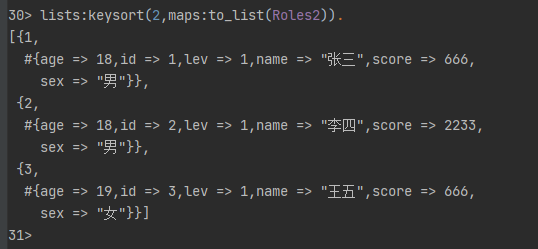 30> lists:keysort(2,maps:to_list(Roles2)).
[{1,
  #{age => 18,id => 1,lev => 1,name => "张三",score => 666,
    sex => "男"}},
 {2,
  #{age => 18,id => 2,lev => 1,name => "李四",score => 2233,
    sex => "男"}},
 {3,
  #{age => 19,id => 3,lev => 1,name => "王五",score => 666,
    sex => "女"}}]
31>